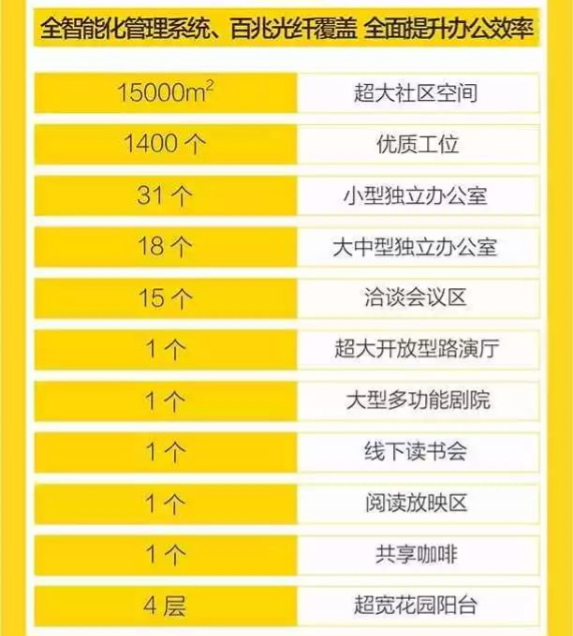 全智能化管理系统、百兆光纤覆盖 全面提升办公效率
15000m² 超大社区空间
1400 个 优质工位
31 个 小型独立办公室
18 个 大中型独立办公室
15 个 洽谈会议区
1 个 超大开放型路演厅
1 个 大型多功能剧院
1 个 线下读书会
1 个 阅读放映区
1 个 共享咖啡
4 层 超宽花园阳台